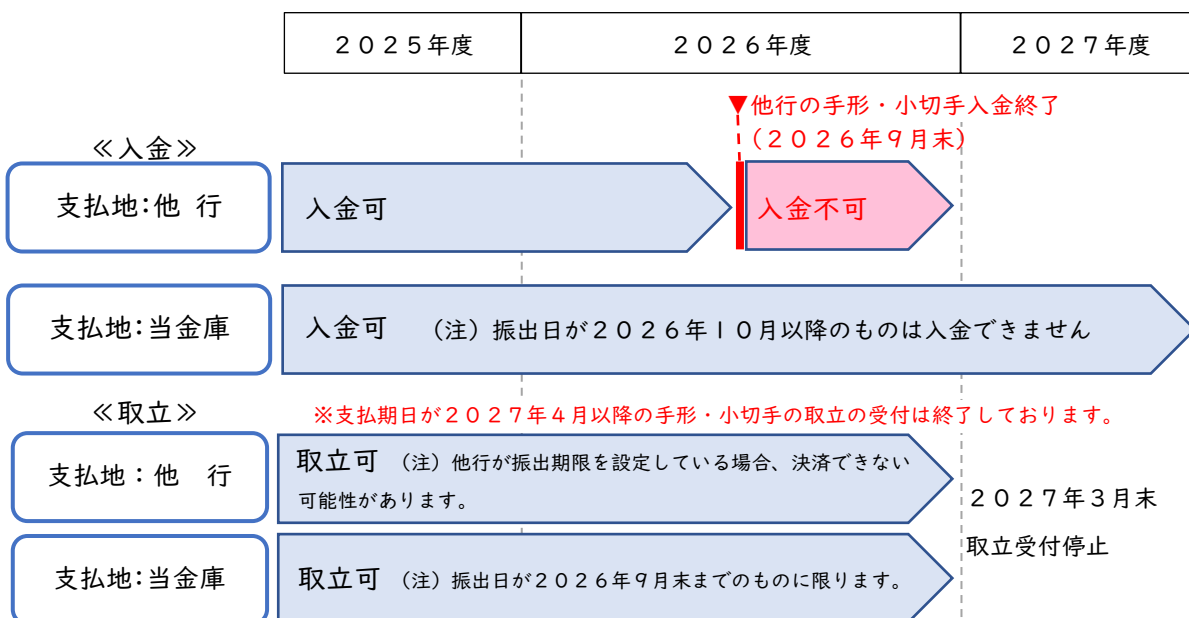 ２０２５年度
２０２６年度
２０２７年度
▼他行の手形・小切手入金終了
（２０２６年９月末）
≪入金≫
支払地：他 行
入金可
入金不可
支払地：当金庫
入金可 （注）振出日が２０２６年１０月以降のものは入金できません
≪取立≫
※支払期日が２０２７年４月以降の手形・小切手の取立の受付は終了しております。
支払地：他　行
取立可 （注）他行が振出期限を設定している場合、決済できない
可能性があります。
２０２７年３月末
取立受付停止
支払地：当金庫
取立可 （注）振出日が２０２６年９月末までのものに限ります。